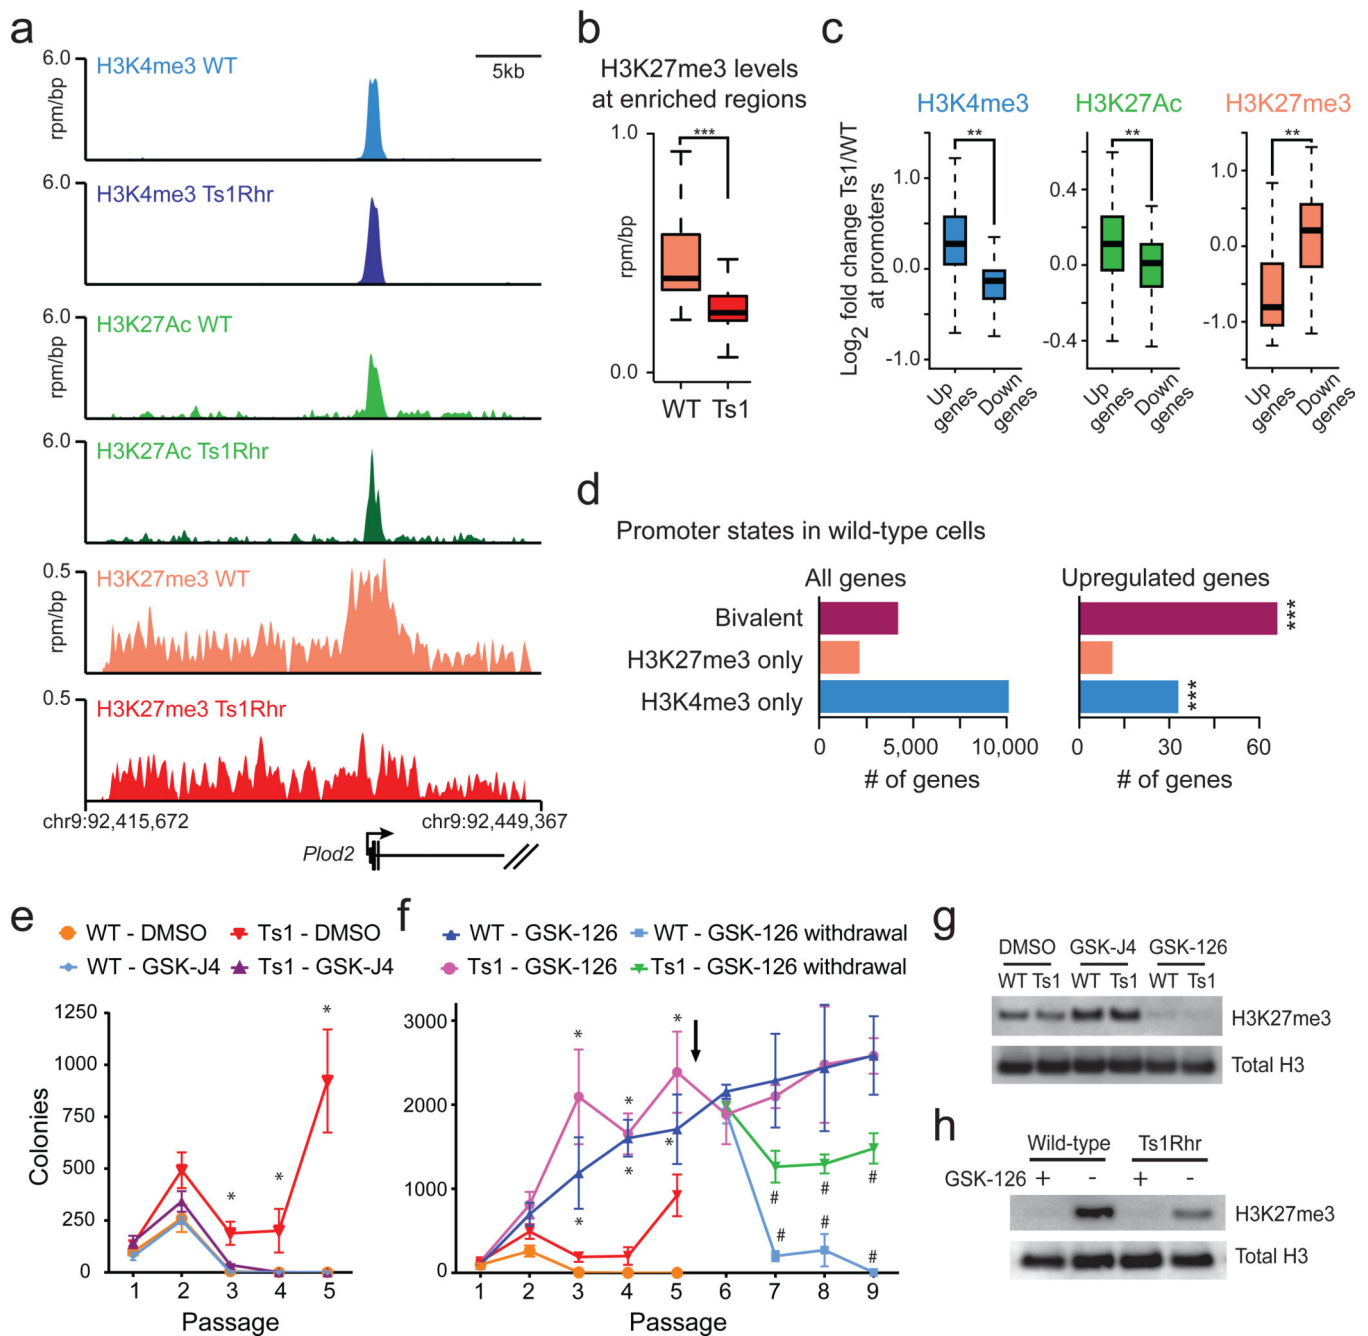 a
6.0
H3K4me3 WT
rpm/bp
5kb
6.0
H3K4me3 Ts1Rhr
6.0
H3K27Ac WT
rpm/bp
6.0
H3K27Ac Ts1Rhr
0.5
H3K27me3 WT
rpm/bp
0.5
H3K27me3 Ts1Rhr
chr9:92,415,672
chr9:92,449,367
Plod2
b
H3K27me3 levels
at enriched regions
1.0
***
rpm/bp
0.0
WT Ts1
c
H3K4me3 H3K27Ac H3K27me3
Log2 fold change Ts1/WT
at promoters
** ** **
1.0
0.0
-1.0
0.4
0.0
-0.4
1.0
0.0
-1.0
Up genes Down genes
Up genes Down genes
Up genes Down genes
d
Promoter states in wild-type cells
All genes Upregulated genes
Bivalent ***
H3K27me3 only
H3K4me3 only ***
0 5,000 10,000
# of genes
0 30 60
# of genes
e
WT - DMSO Ts1 - DMSO
WT - GSK-J4 Ts1 - GSK-J4
Colonies
1250
1000
750
500
250
0
* * *
1 2 3 4 5
Passage
f
WT - GSK-126 WT - GSK-126 withdrawal
Ts1 - GSK-126 Ts1 - GSK-126 withdrawal
3000
2000
1000
0
* * *
* * *
# # #
# # #
1 2 3 4 5 6 7 8 9
Passage
g
DMSO GSK-J4 GSK-126
WT Ts1 WT Ts1 WT Ts1
H3K27me3
Total H3
h
Wild-type Ts1Rhr
GSK-126 + - + -
H3K27me3
Total H3